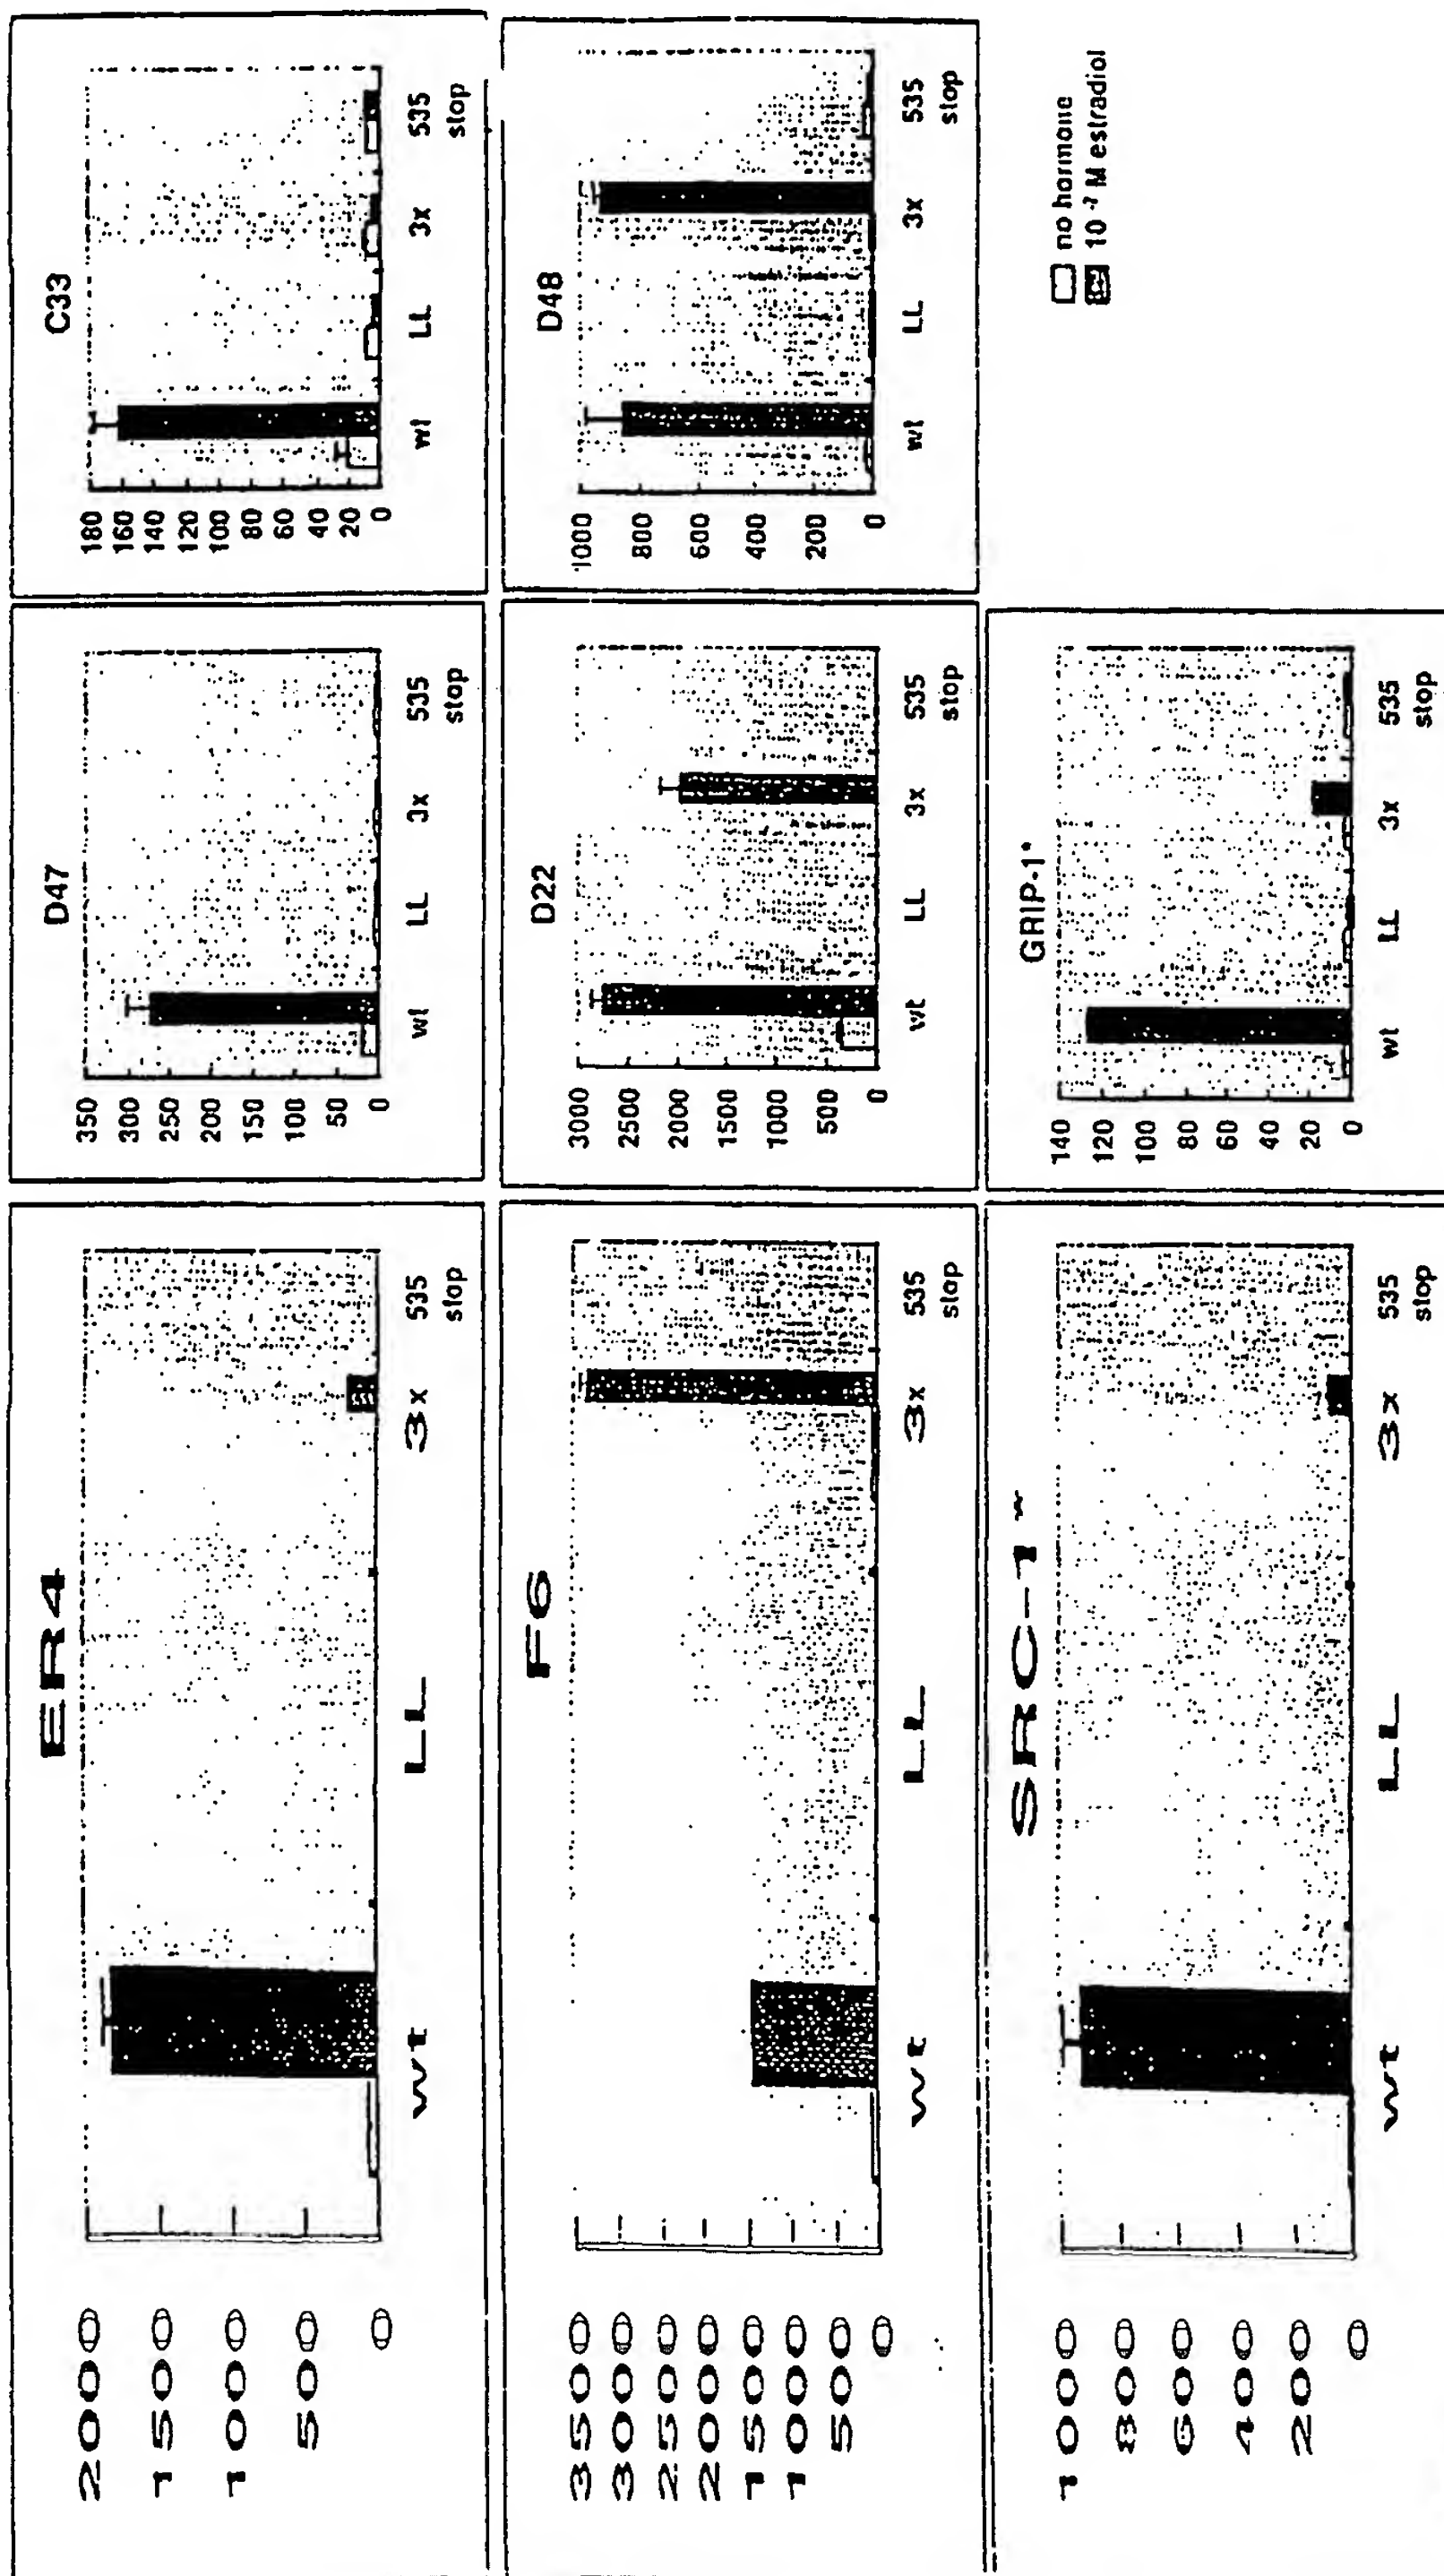 ER4
2000
1500
1000
500
0
wt LL 3x 535
stop
D47
350
300
250
200
150
100
50
0
wt LL 3x 535
stop
C33
180
160
140
120
100
80
60
40
20
0
wt LL 3x 535
stop
F6
3500
3000
2500
2000
1500
1000
500
0
wt LL 3x 535
stop
D22
3000
2500
2000
1500
1000
500
0
wt LL 3x 535
stop
D48
1000
800
600
400
200
0
wt LL 3x 535
stop
SRC-1*
1000
800
600
400
200
0
wt LL 3x 535
stop
GRIP-1*
140
120
100
80
60
40
20
0
wt LL 3x 535
stop
no hormone
10⁻⁷ M estradiol